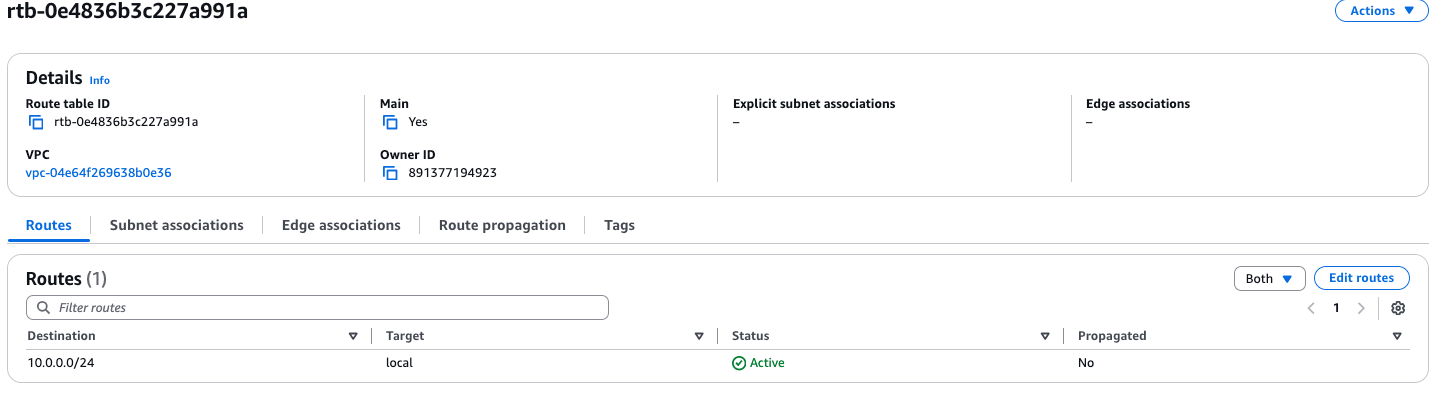 rtb-0e4836b3c227a991a
Actions
Details Info
Route table ID
rtb-0e4836b3c227a991a
Main
Yes
Explicit subnet associations
–
Edge associations
–
VPC
vpc-04e64f269638b0e36
Owner ID
891377194923
Routes
Subnet associations
Edge associations
Route propagation
Tags
Routes (1)
Both
Edit routes
Filter routes
1
Destination
Target
Status
Propagated
10.0.0.0/24
local
Active
No